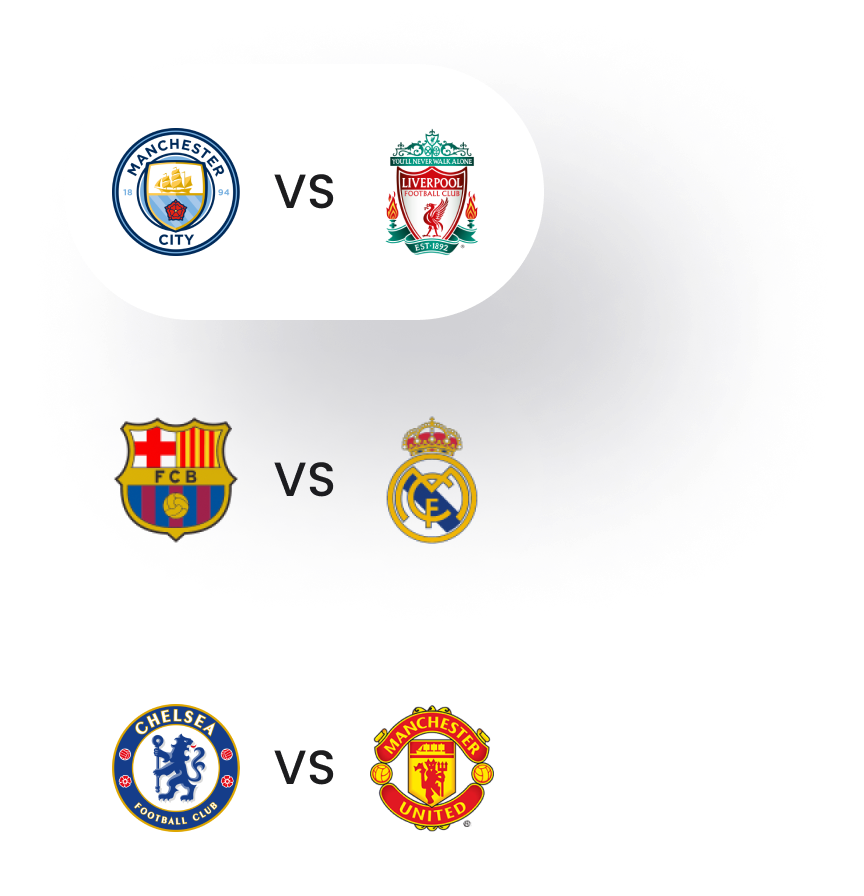 MANCHESTER
18 94
CITY
VS
YOU'LL NEVER WALK ALONE
LIVERPOOL
FOOTBALL CLUB
EST·1892
®
FCB
VS
CHELSEA
FOOTBALL CLUB
VS
MANCHESTER
UNITED
®